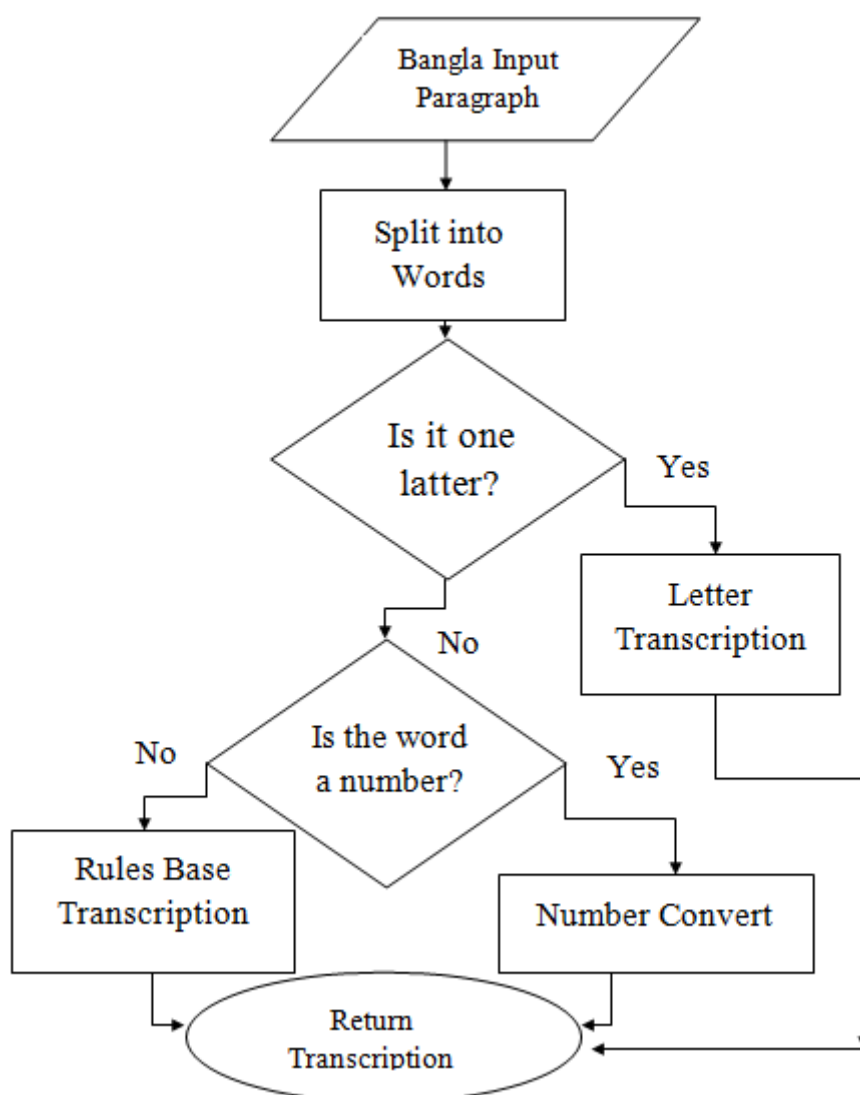 Bangla Input
Paragraph
Split into
Words
Is it one
latter?
Yes
Letter
Transcription
No
Is the word
a number?
No
Yes
Rules Base
Transcription
Number Convert
Return
Transcription